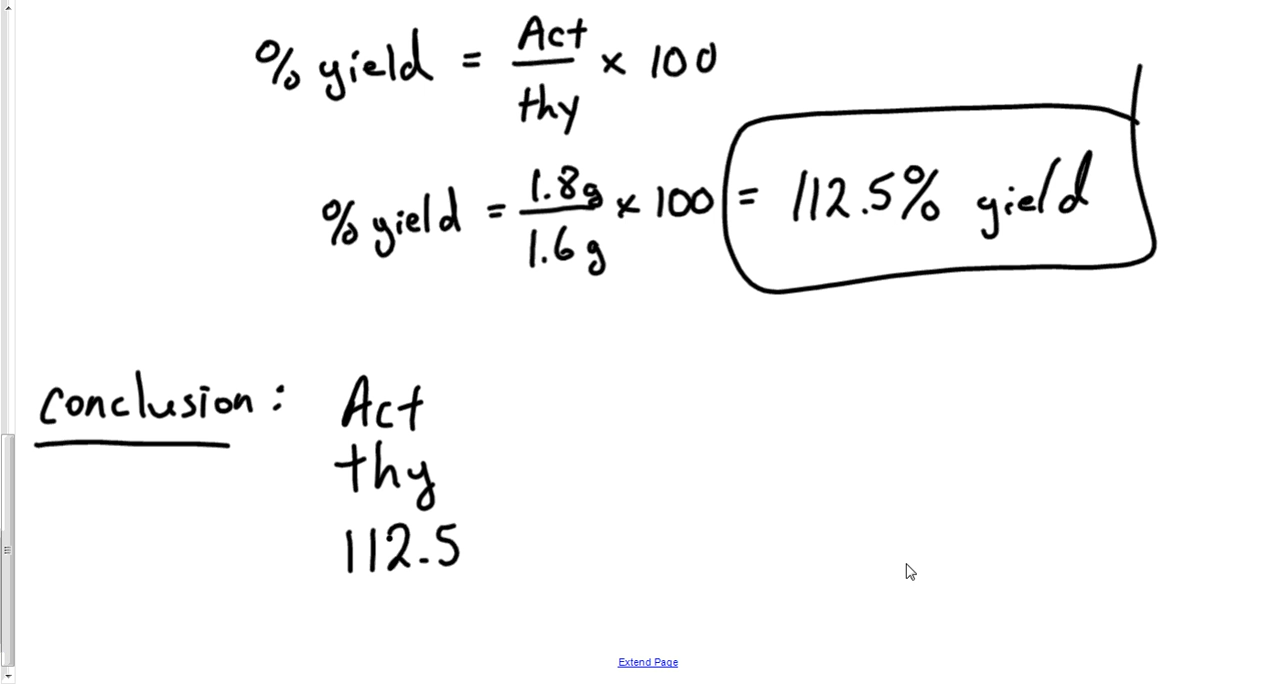 % yield = Act / thy × 100
% yield = 1.8g / 1.6g × 100 = 112.5% yield
Conclusion: Act
thy
112.5
Extend Page